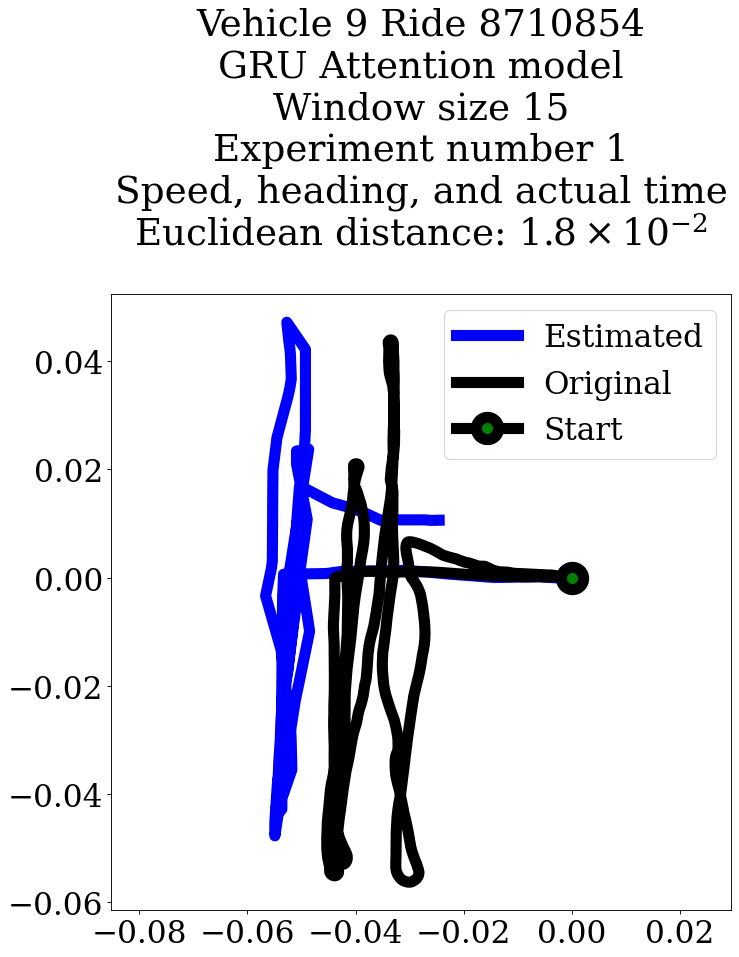 Vehicle 9 Ride 8710854
GRU Attention model
Window size 15
Experiment number 1
Speed, heading, and actual time
Euclidean distance: 1.8 × 10⁻²
Estimated
Original
Start
0.04
0.02
0.00
−0.02
−0.04
−0.06
−0.08 −0.06 −0.04 −0.02 0.00 0.02